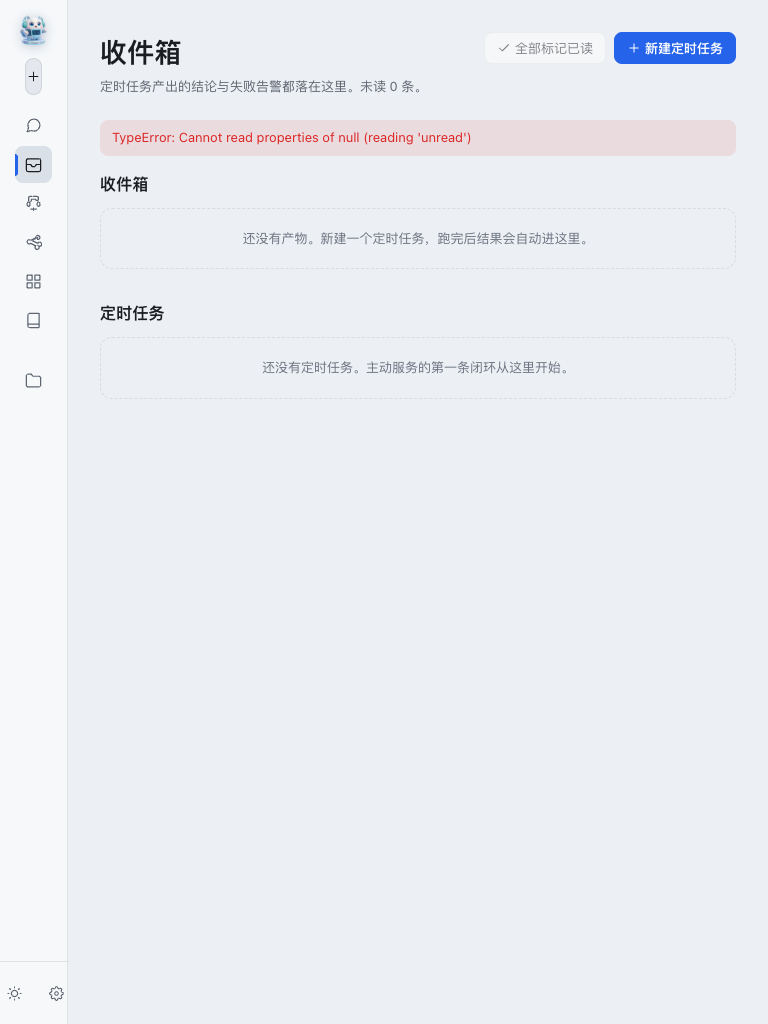 收件箱
全部标记已读
新建定时任务
定时任务产出的结论与失败告警都落在这里。未读 0 条。
TypeError: Cannot read properties of null (reading 'unread')
收件箱
还没有产物。新建一个定时任务，跑完后结果会自动进这里。
定时任务
还没有定时任务。主动服务的第一条闭环从这里开始。